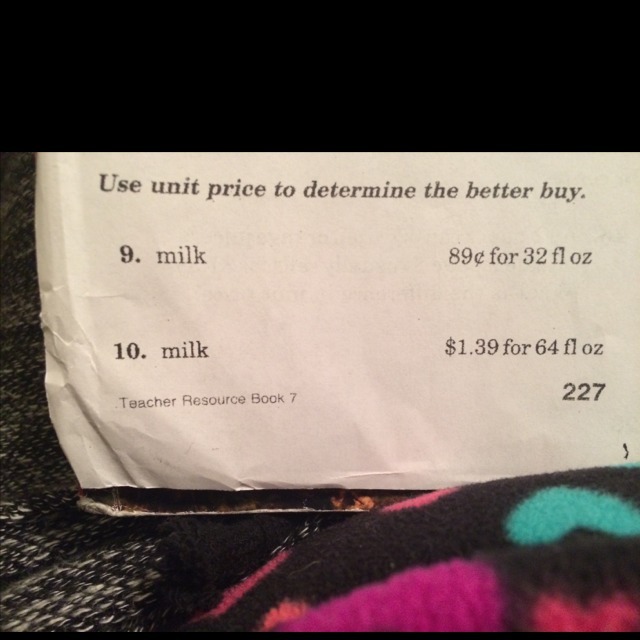 Use unit price to determine the better buy.
9. milk 89¢ for 32 fl oz
10. milk $1.39 for 64 fl oz
Teacher Resource Book 7
227